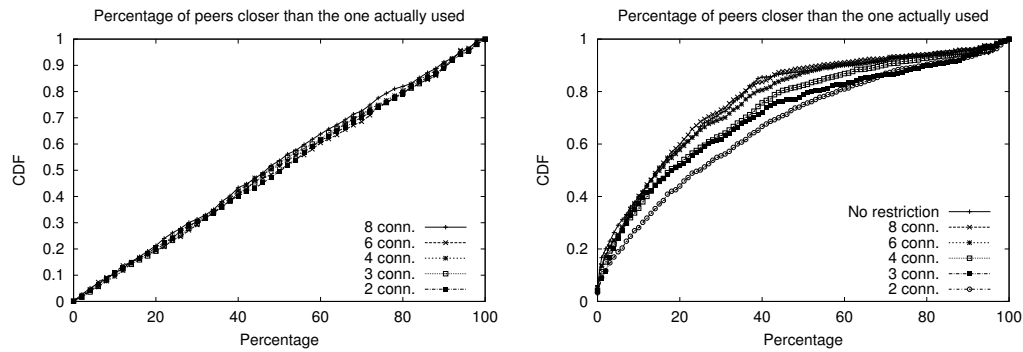 Percentage of peers closer than the one actually used
1
0.9
0.8
0.7
0.6
0.5
0.4
0.3
0.2
0.1
0
CDF
8 conn.
6 conn.
4 conn.
3 conn.
2 conn.
0 20 40 60 80 100
Percentage
Percentage of peers closer than the one actually used
1
0.8
0.6
0.4
0.2
0
CDF
No restriction
8 conn.
6 conn.
4 conn.
3 conn.
2 conn.
0 20 40 60 80 100
Percentage